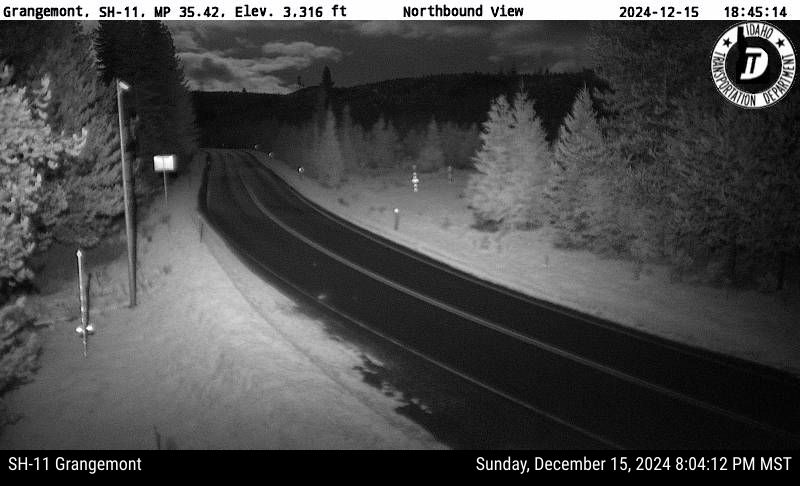 Grangemont, SH-11, MP 35.42, Elev. 3,316 ft Northbound View 2024-12-15 18:45:14
IDAHO
TRANSPORTATION DEPARTMENT
SH-11 Grangemont Sunday, December 15, 2024 8:04:12 PM MST